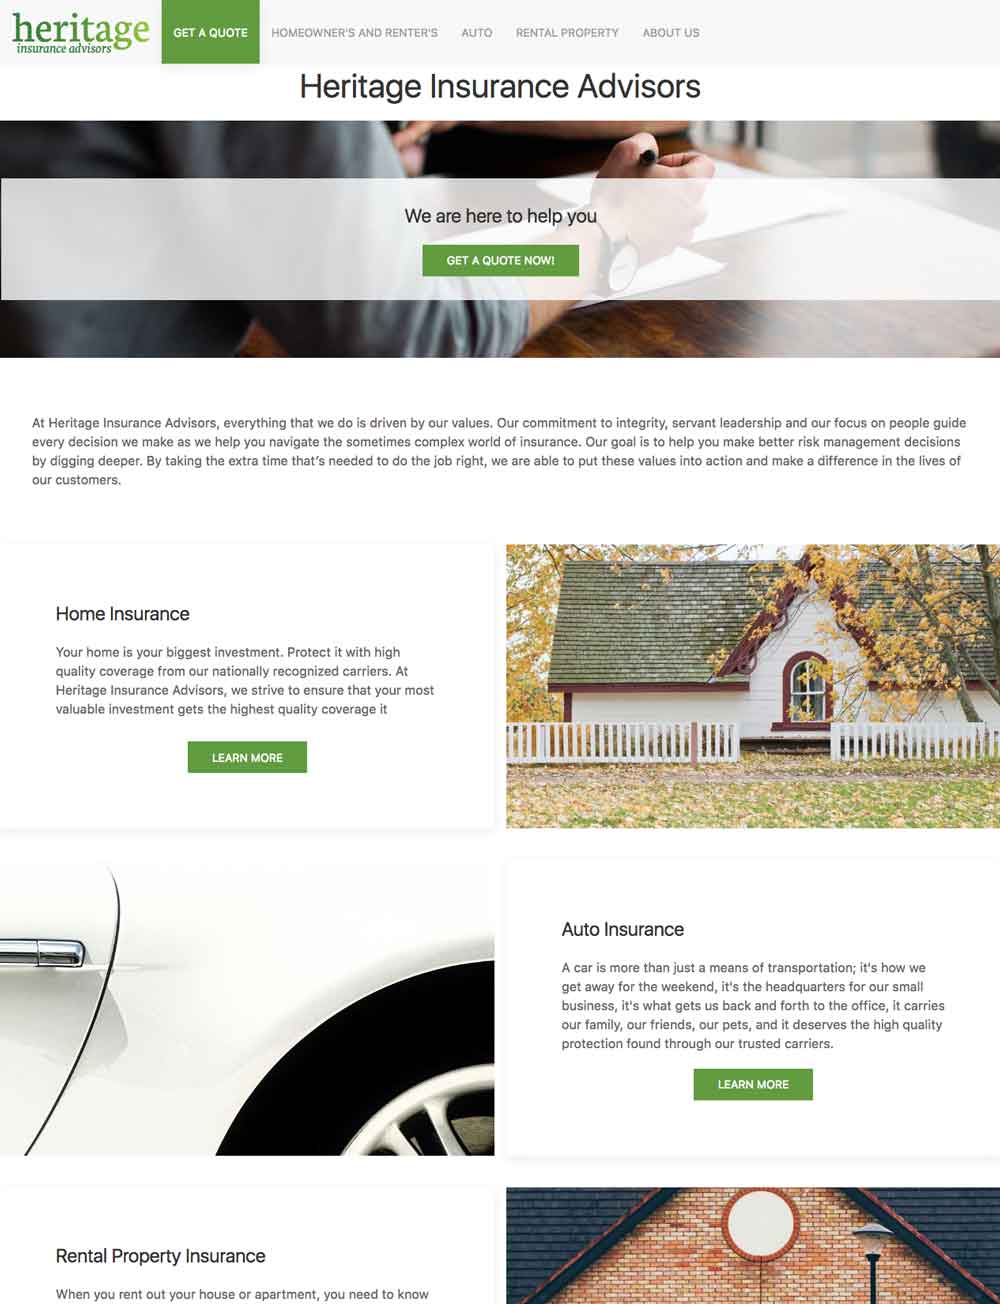 heritage
insurance advisors
GET A QUOTE
HOMEOWNER'S AND RENTER'S
AUTO
RENTAL PROPERTY
ABOUT US
Heritage Insurance Advisors
We are here to help you
GET A QUOTE NOW!
At Heritage Insurance Advisors, everything that we do is driven by our values. Our commitment to integrity, servant leadership and our focus on people guide
every decision we make as we help you navigate the sometimes complex world of insurance. Our goal is to help you make better risk management decisions
by digging deeper. By taking the extra time that’s needed to do the job right, we are able to put these values into action and make a difference in the lives of
our customers.
Home Insurance
Your home is your biggest investment. Protect it with high
quality coverage from our nationally recognized carriers. At
Heritage Insurance Advisors, we strive to ensure that your most
valuable investment gets the highest quality coverage it
LEARN MORE
Auto Insurance
A car is more than just a means of transportation; it's how we
get away for the weekend, it's the headquarters for our small
business, it's what gets us back and forth to the office, it carries
our family, our friends, our pets, and it deserves the high quality
protection found through our trusted carriers.
LEARN MORE
Rental Property Insurance
When you rent out your house or apartment, you need to know